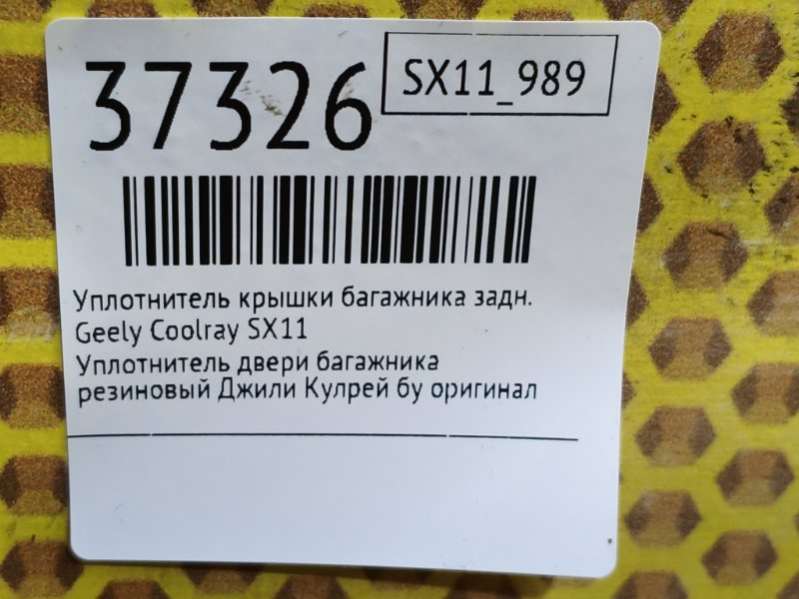 37326
SX11_989
Уплотнитель крышки багажника задн.
Geely Coolray SX11
Уплотнитель двери багажника
резиновый Джили Кулрей бу оригинал